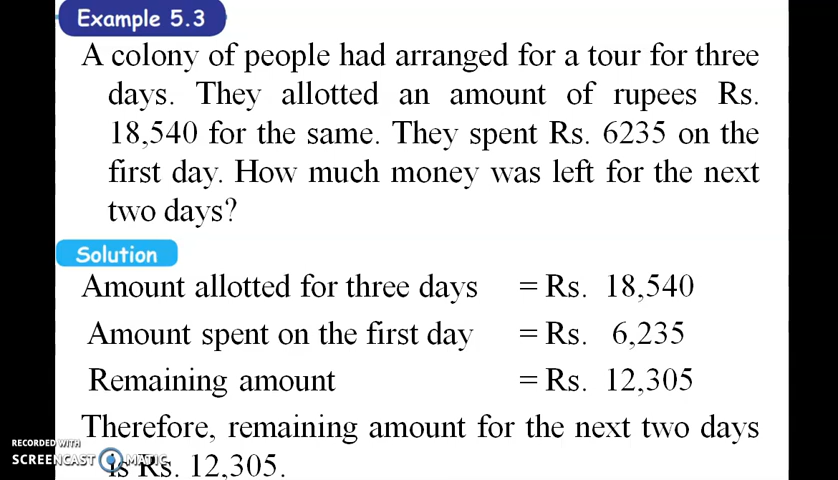 Example 5.3
A colony of people had arranged for a tour for three
days. They allotted an amount of rupees Rs.
18,540 for the same. They spent Rs. 6235 on the
first day. How much money was left for the next
two days?
Solution
Amount allotted for three days = Rs. 18,540
Amount spent on the first day = Rs. 6,235
Remaining amount = Rs. 12,305
Therefore, remaining amount for the next two days
is Rs. 12,305.
RECORDED WITH
SCREENCAST MATIC